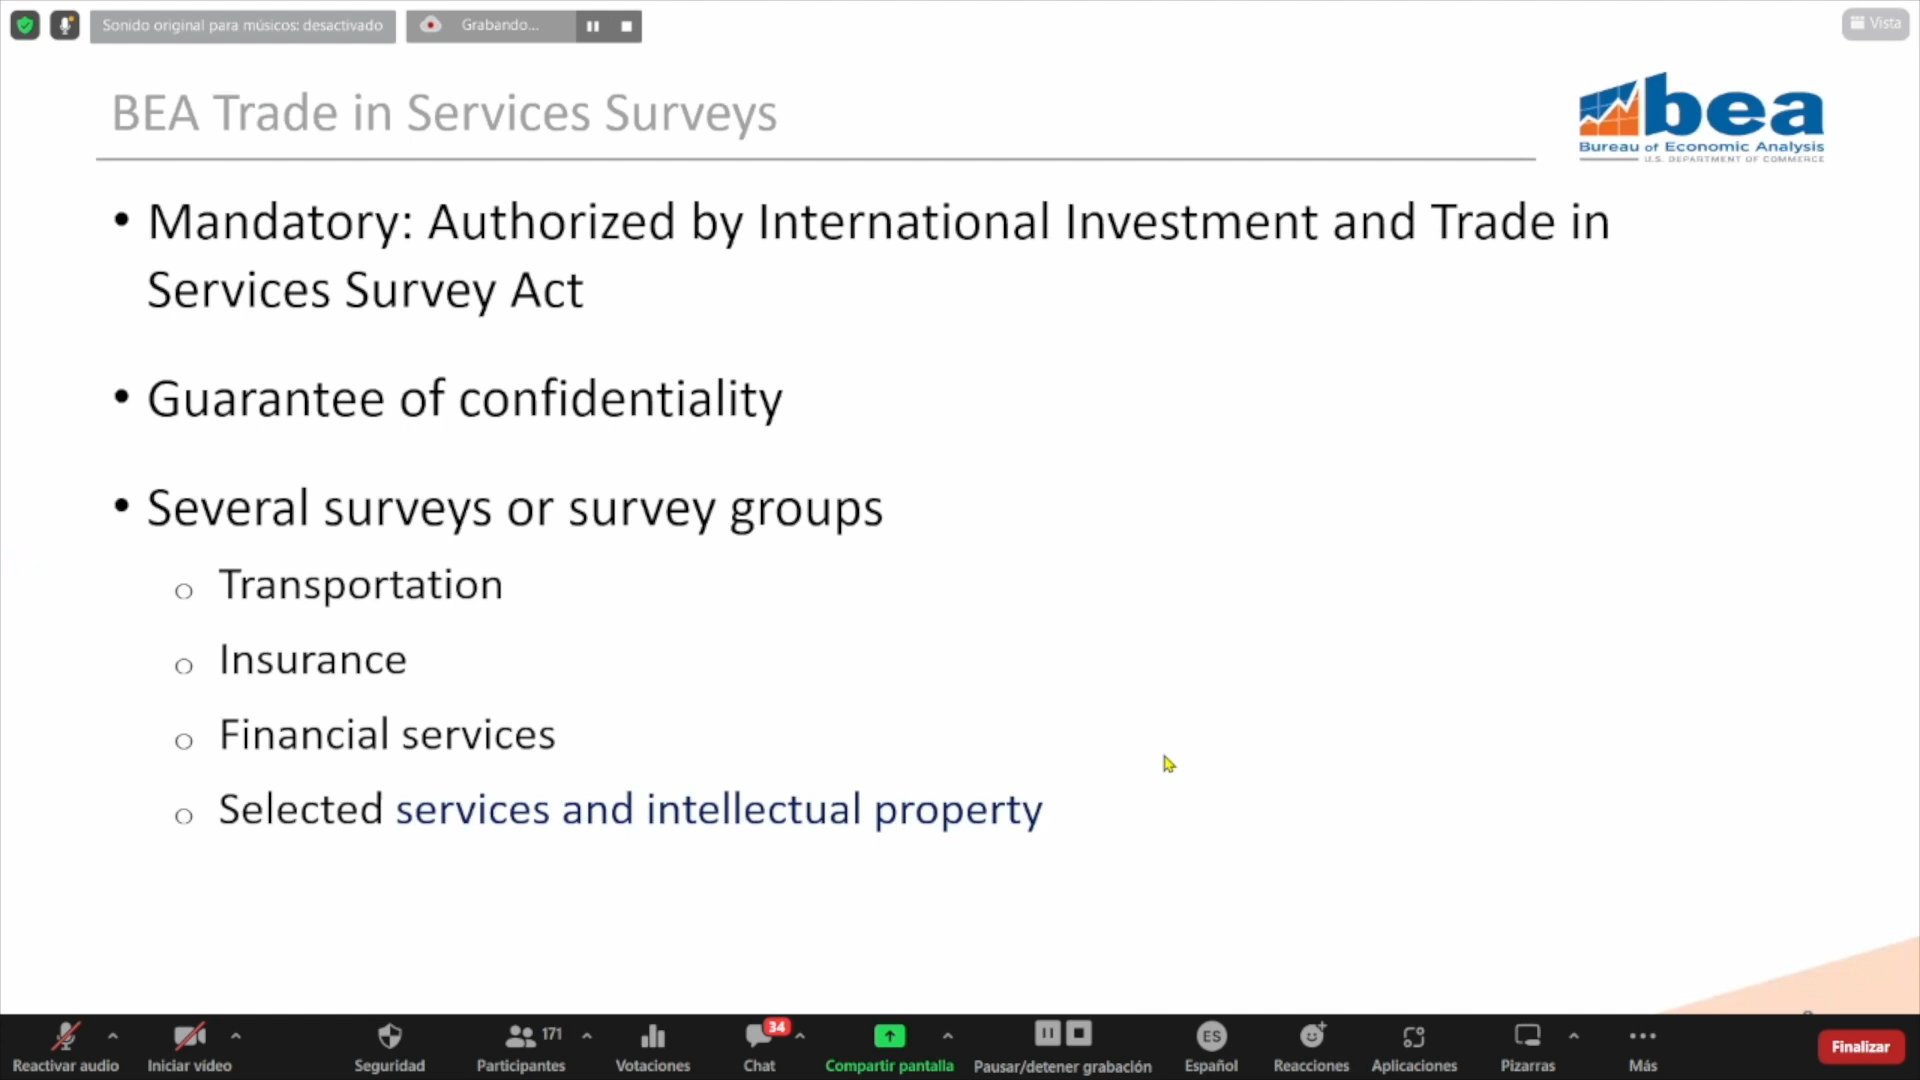 Sonido original para músicos: desactivado
Grabando...
Vista
BEA Trade in Services Surveys
bea
Bureau of Economic Analysis
U.S. DEPARTMENT OF COMMERCE
• Mandatory: Authorized by International Investment and Trade in
Services Survey Act
• Guarantee of confidentiality
• Several surveys or survey groups
o Transportation
o Insurance
o Financial services
o Selected services and intellectual property
Reactivar audio
Iniciar vídeo
Seguridad
171
Participantes
Votaciones
34
Chat
Compartir pantalla
Pausar/detener grabación
ES
Español
Reacciones
Aplicaciones
Pizarras
Más
Finalizar